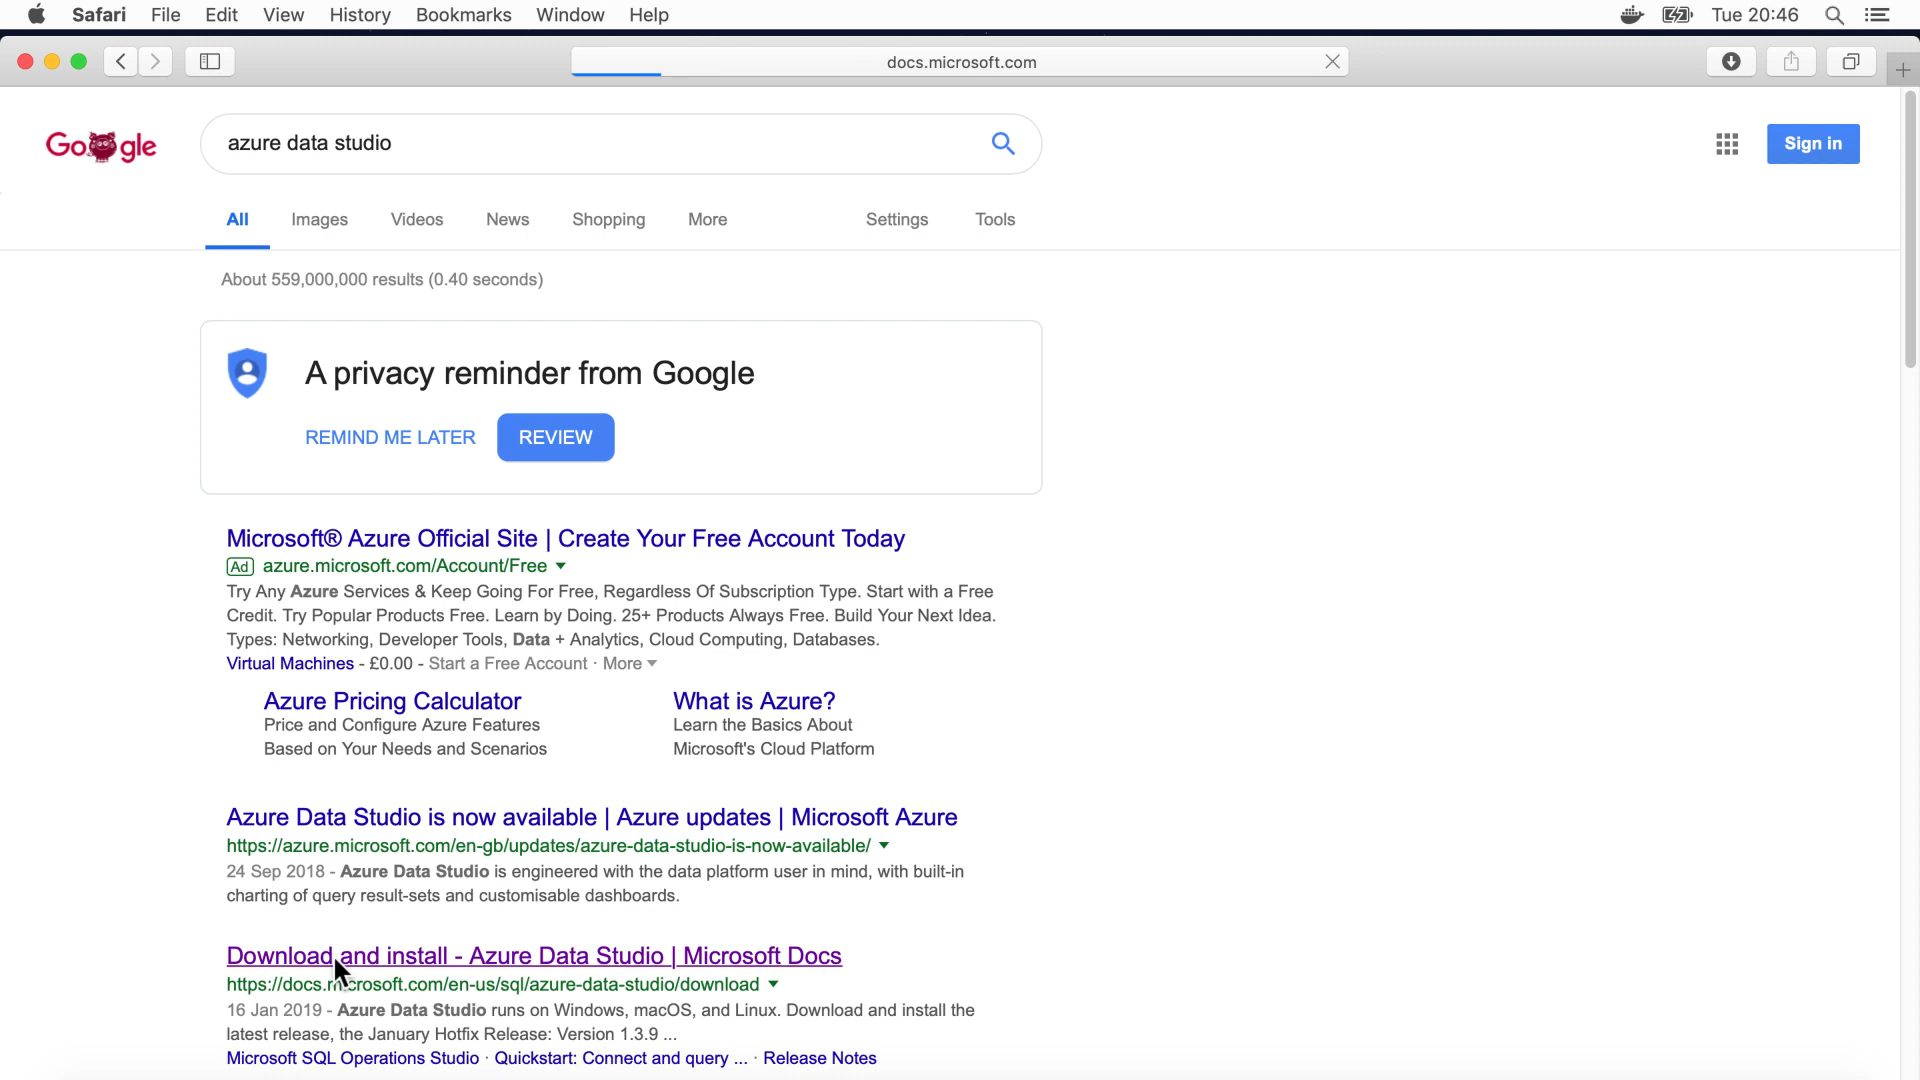 Safari File Edit View History Bookmarks Window Help Tue 20:46
docs.microsoft.com
Google azure data studio Sign in
All Images Videos News Shopping More Settings Tools
About 559,000,000 results (0.40 seconds)
A privacy reminder from Google
REMIND ME LATER REVIEW
Microsoft® Azure Official Site | Create Your Free Account Today
Ad azure.microsoft.com/Account/Free
Try Any Azure Services & Keep Going For Free, Regardless Of Subscription Type. Start with a Free
Credit. Try Popular Products Free. Learn by Doing. 25+ Products Always Free. Build Your Next Idea.
Types: Networking, Developer Tools, Data + Analytics, Cloud Computing, Databases.
Virtual Machines - £0.00 - Start a Free Account · More
Azure Pricing Calculator What is Azure?
Price and Configure Azure Features Learn the Basics About
Based on Your Needs and Scenarios Microsoft's Cloud Platform
Azure Data Studio is now available | Azure updates | Microsoft Azure
https://azure.microsoft.com/en-gb/updates/azure-data-studio-is-now-available/
24 Sep 2018 - Azure Data Studio is engineered with the data platform user in mind, with built-in
charting of query result-sets and customisable dashboards.
Download and install - Azure Data Studio | Microsoft Docs
https://docs.microsoft.com/en-us/sql/azure-data-studio/download
16 Jan 2019 - Azure Data Studio runs on Windows, macOS, and Linux. Download and install the
latest release, the January Hotfix Release: Version 1.3.9 ...
Microsoft SQL Operations Studio · Quickstart: Connect and query ... · Release Notes